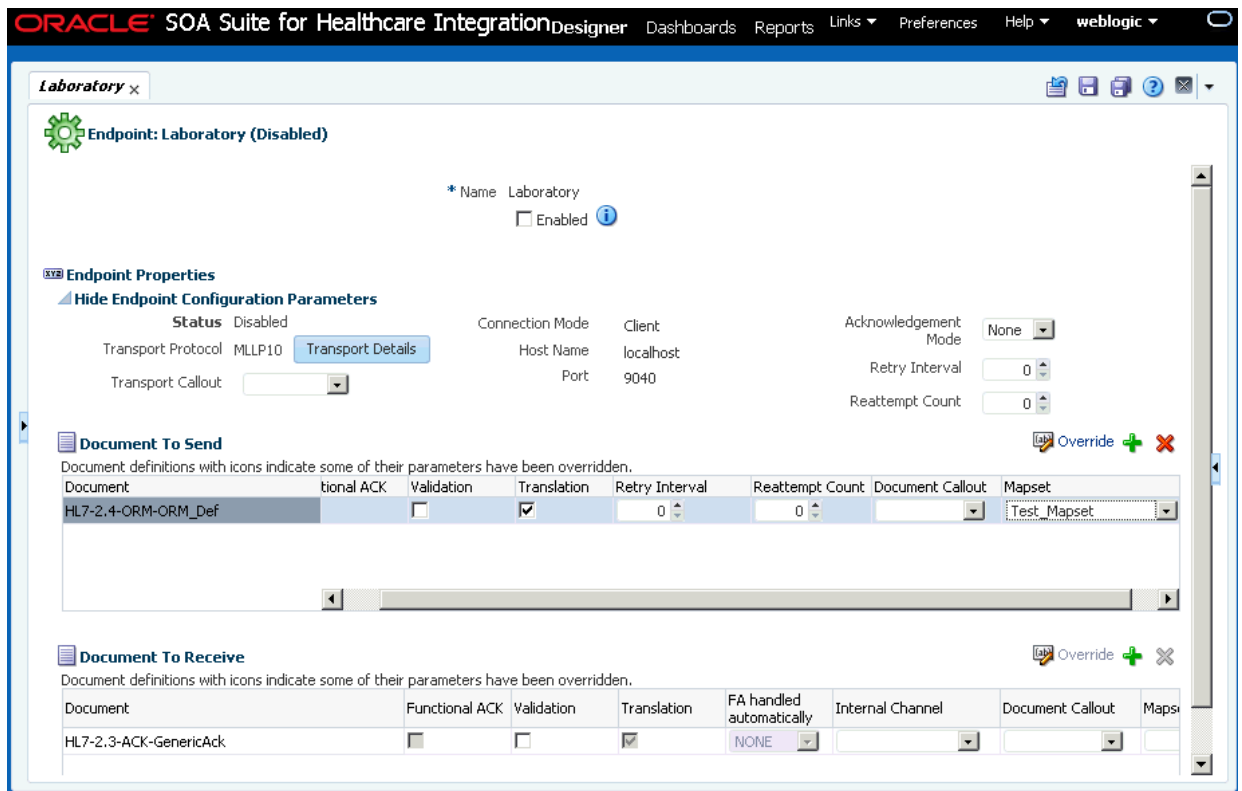 ORACLE SOA Suite for Healthcare Integration Designer Dashboards Reports Links Preferences Help weblogic
Laboratory
Endpoint: Laboratory (Disabled)
* Name Laboratory
Enabled
XYZ Endpoint Properties
Hide Endpoint Configuration Parameters
Status Disabled
Transport Protocol MLLP10 Transport Details
Transport Callout
Connection Mode Client
Host Name localhost
Port 9040
Acknowledgement Mode None
Retry Interval 0
Reattempt Count 0
Document To Send
Override
Document definitions with icons indicate some of their parameters have been overridden.
Document tional ACK Validation Translation Retry Interval Reattempt Count Document Callout Mapset
HL7-2.4-ORM-ORM_Def 0 0 Test_Mapset
Document To Receive
Override
Document definitions with icons indicate some of their parameters have been overridden.
Document Functional ACK Validation Translation FA handled automatically Internal Channel Document Callout Mapse
HL7-2.3-ACK-GenericAck NONE